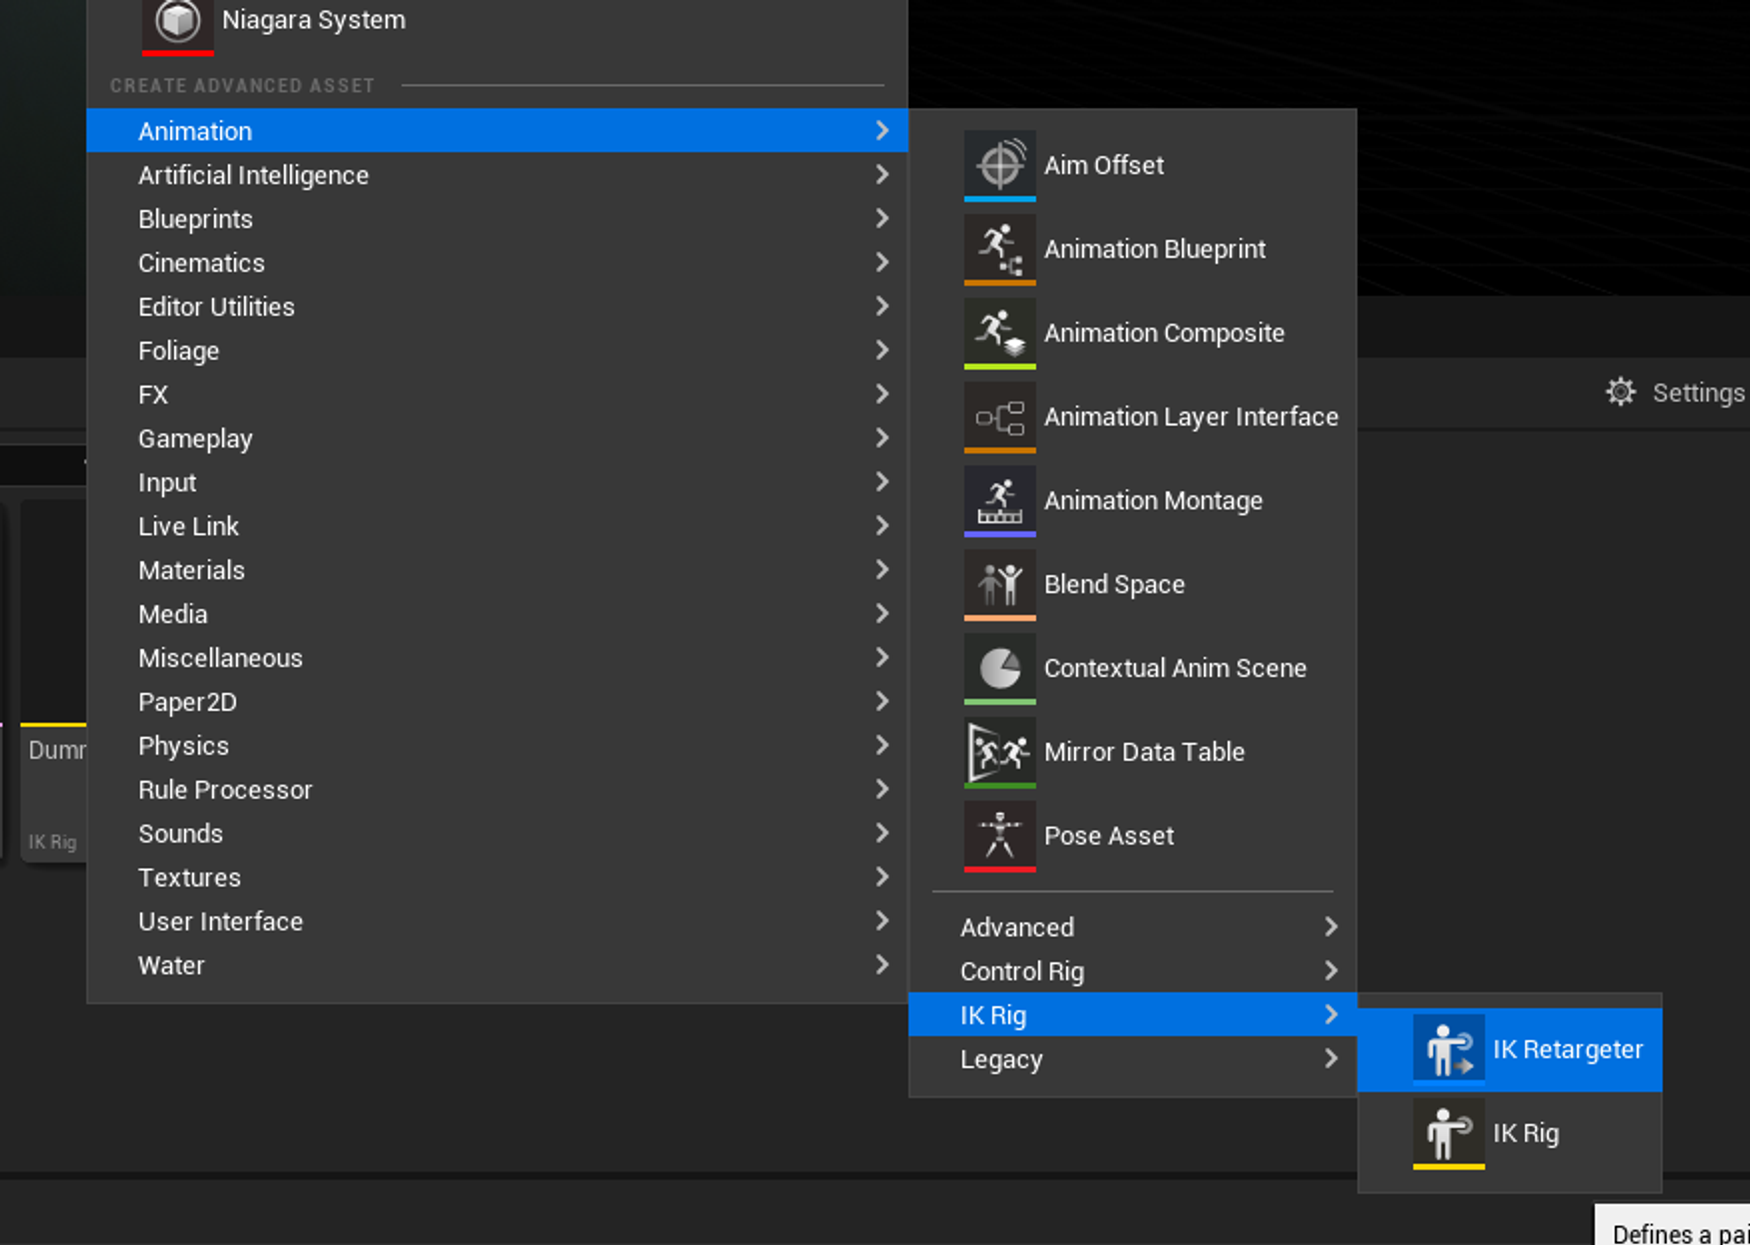 Niagara System
CREATE ADVANCED ASSET
Animation
Artificial Intelligence
Blueprints
Cinematics
Editor Utilities
Foliage
FX
Gameplay
Input
Live Link
Materials
Media
Miscellaneous
Paper2D
Physics
Rule Processor
Sounds
Textures
User Interface
Water
Aim Offset
Animation Blueprint
Animation Composite
Animation Layer Interface
Animation Montage
Blend Space
Contextual Anim Scene
Mirror Data Table
Pose Asset
Advanced
Control Rig
IK Rig
Legacy
IK Retargeter
IK Rig
Settings
IK Rig
Defines a